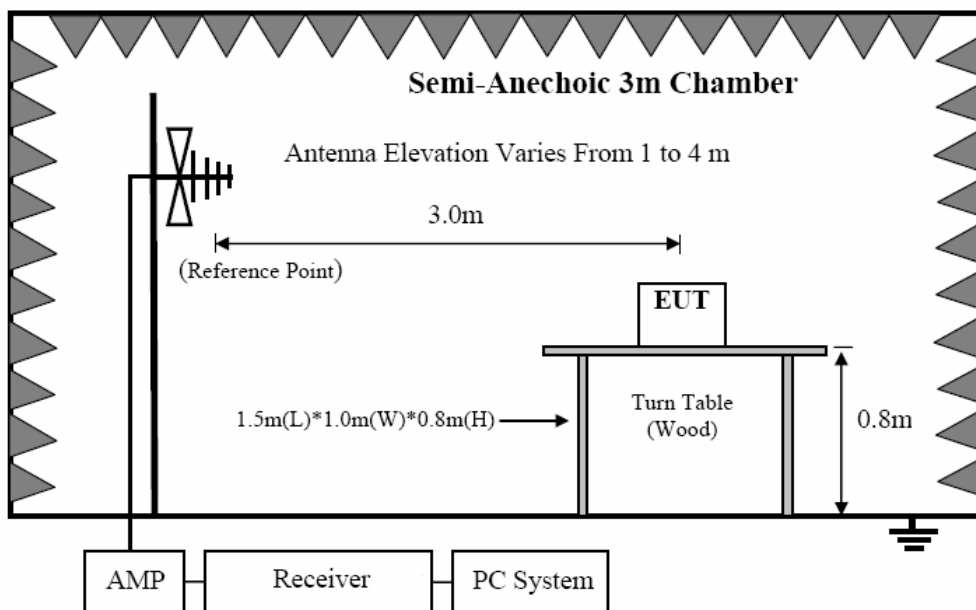 Semi-Anechoic 3m Chamber
Antenna Elevation Varies From 1 to 4 m
3.0m
(Reference Point)
EUT
1.5m(L)*1.0m(W)*0.8m(H)
Turn Table
(Wood)
0.8m
AMP
Receiver
PC System